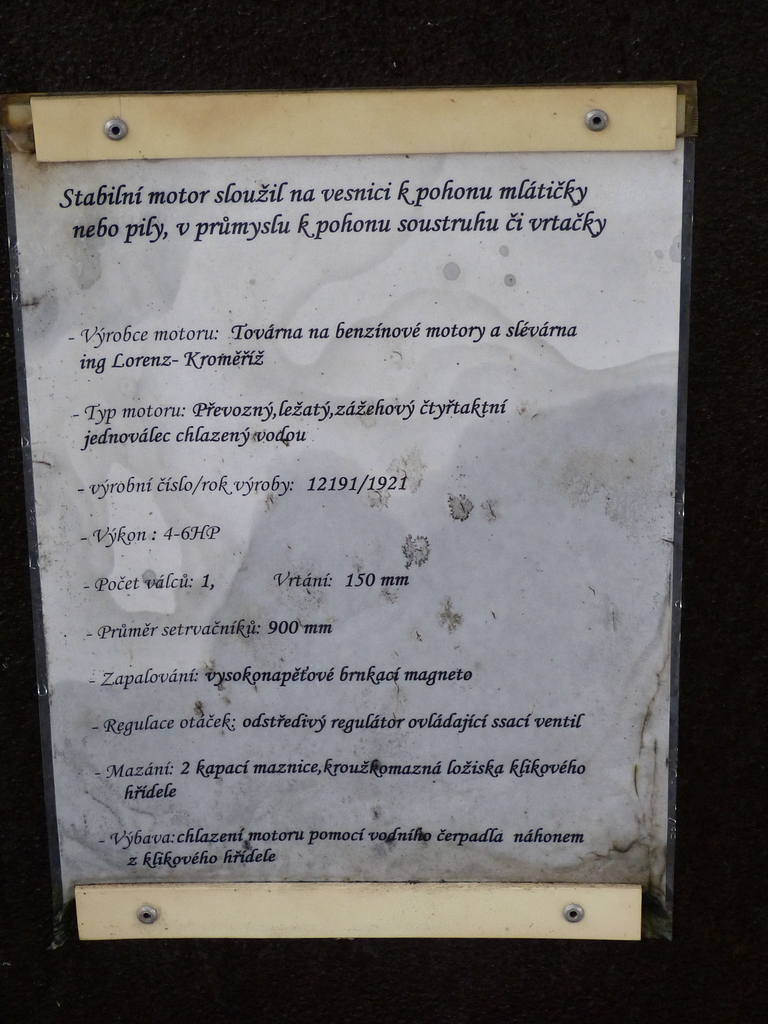 Stabilní motor sloužil na vesnici k pohonu mlátičky
nebo pily, v průmyslu k pohonu soustruhu či vrtačky
- Výrobce motoru: Továrna na benzínové motory a slévárna
ing Lorenz- Kroměříž
- Typ motoru: Převozný,ležatý,zážehový čtyřtaktní
jednoválec chlazený vodou
- výrobní číslo/rok výroby: 12191/1921
- Výkon : 4-6HP
- Počet válců: 1, Vrtání: 150 mm
- Průměr setrvačníků: 900 mm
- Zapalování: vysokonapěťové brnkací magneto
- Regulace otáček: odstředivý regulátor ovládající ssací ventil
- Mazání: 2 kapací maznice,kroužkomazná ložiska klikového
hřídele
- Výbava:chlazení motoru pomocí vodního čerpadla náhonem
z klikového hřídele